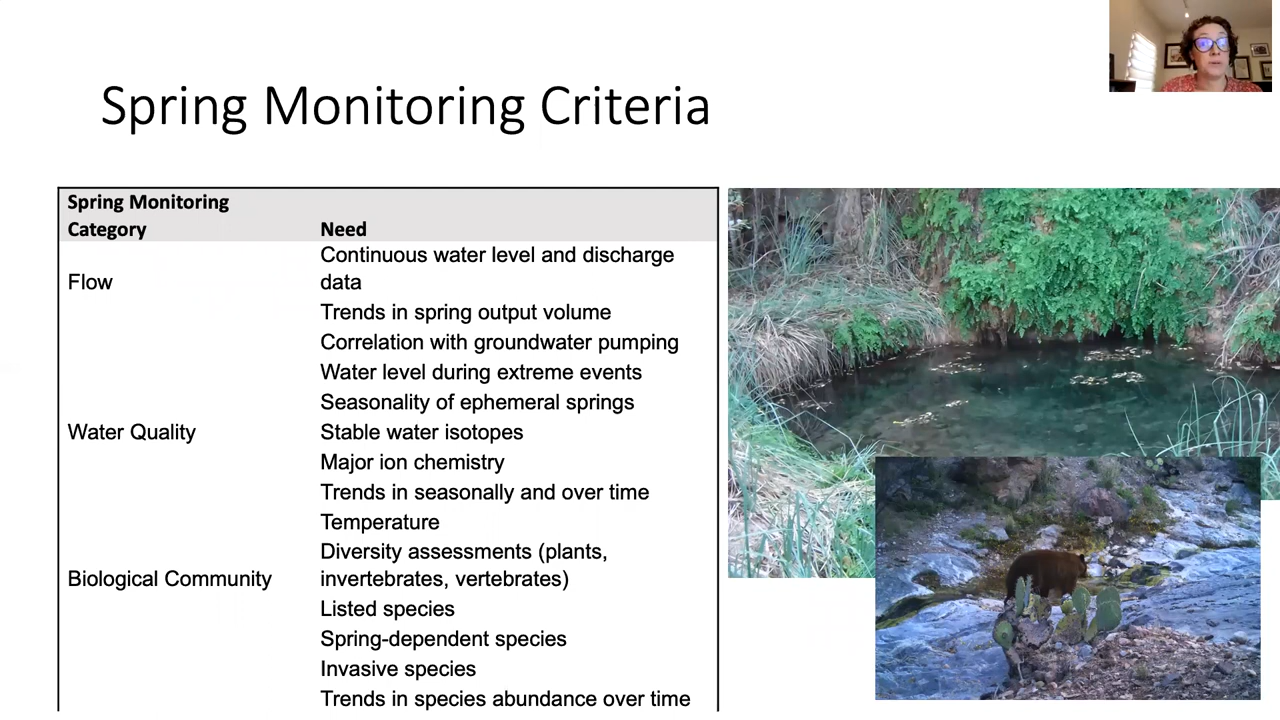 Spring Monitoring Criteria
Spring Monitoring
Category Need
Continuous water level and discharge
Flow data
Trends in spring output volume
Correlation with groundwater pumping
Water level during extreme events
Seasonality of ephemeral springs
Water Quality Stable water isotopes
Major ion chemistry
Trends in seasonally and over time
Temperature
Diversity assessments (plants,
Biological Community invertebrates, vertebrates)
Listed species
Spring-dependent species
Invasive species
Trends in species abundance over time